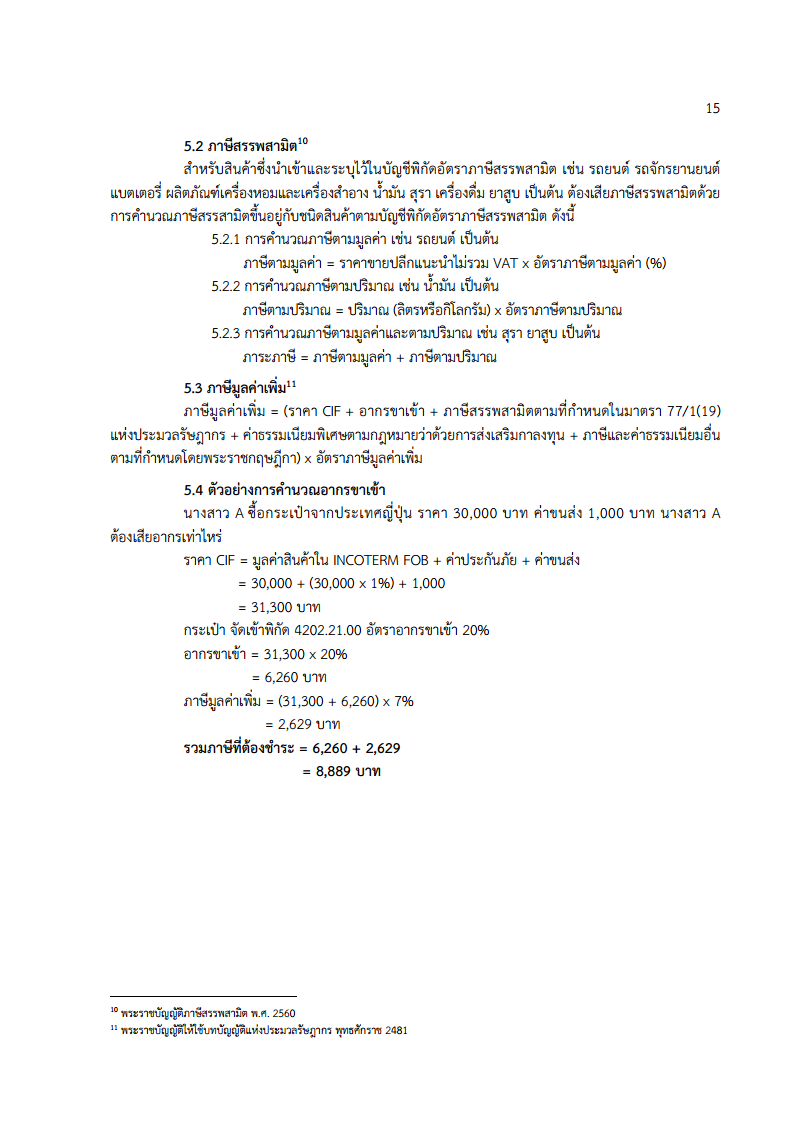 15
5.2 ภาษีสรรพสามิต10
สำหรับสินค้าซึ่งนำเข้าและระบุไว้ในบัญชีพิกัดอัตราภาษีสรรพสามิต เช่น รถยนต์ รถจักรยานยนต์
แบตเตอรี่ ผลิตภัณฑ์เครื่องหอมและเครื่องสำอาง น้ำมัน สุรา เครื่องดื่ม ยาสูบ เป็นต้น ต้องเสียภาษีสรรพสามิตด้วย
การคำนวณภาษีสรรสามิตขึ้นอยู่กับชนิดสินค้าตามบัญชีพิกัดอัตราภาษีสรรพสามิต ดังนี้
5.2.1 การคำนวณภาษีตามมูลค่า เช่น รถยนต์ เป็นต้น
ภาษีตามมูลค่า = ราคาขายปลีกแนะนำไม่รวม VAT x อัตราภาษีตามมูลค่า (%)
5.2.2 การคำนวณภาษีตามปริมาณ เช่น น้ำมัน เป็นต้น
ภาษีตามปริมาณ = ปริมาณ (ลิตรหรือกิโลกรัม) x อัตราภาษีตามปริมาณ
5.2.3 การคำนวณภาษีตามมูลค่าและตามปริมาณ เช่น สุรา ยาสูบ เป็นต้น
ภาระภาษี = ภาษีตามมูลค่า + ภาษีตามปริมาณ
5.3 ภาษีมูลค่าเพิ่ม11
ภาษีมูลค่าเพิ่ม = (ราคา CIF + อากรขาเข้า + ภาษีสรรพสามิตตามที่กำหนดในมาตรา 77/1(19)
แห่งประมวลรัษฎากร + ค่าธรรมเนียมพิเศษตามกฎหมายว่าด้วยการส่งเสริมกาลงทุน + ภาษีและค่าธรรมเนียมอื่น
ตามที่กำหนดโดยพระราชกฤษฎีกา) x อัตราภาษีมูลค่าเพิ่ม
5.4 ตัวอย่างการคำนวณอากรขาเข้า
นางสาว A ซื้อกระเป๋าจากประเทศญี่ปุ่น ราคา 30,000 บาท ค่าขนส่ง 1,000 บาท นางสาว A
ต้องเสียอากรเท่าไหร่
ราคา CIF = มูลค่าสินค้าใน INCOTERM FOB + ค่าประกันภัย + ค่าขนส่ง
= 30,000 + (30,000 x 1%) + 1,000
= 31,300 บาท
กระเป๋า จัดเข้าพิกัด 4202.21.00 อัตราอากรขาเข้า 20%
อากรขาเข้า = 31,300 x 20%
= 6,260 บาท
ภาษีมูลค่าเพิ่ม = (31,300 + 6,260) x 7%
= 2,629 บาท
รวมภาษีที่ต้องชำระ = 6,260 + 2,629
= 8,889 บาท
10 พระราชบัญญัติภาษีสรรพสามิต พ.ศ. 2560
11 พระราชบัญญัติให้ใช้บทบัญญัติแห่งประมวลรัษฎากร พุทธศักราช 2481